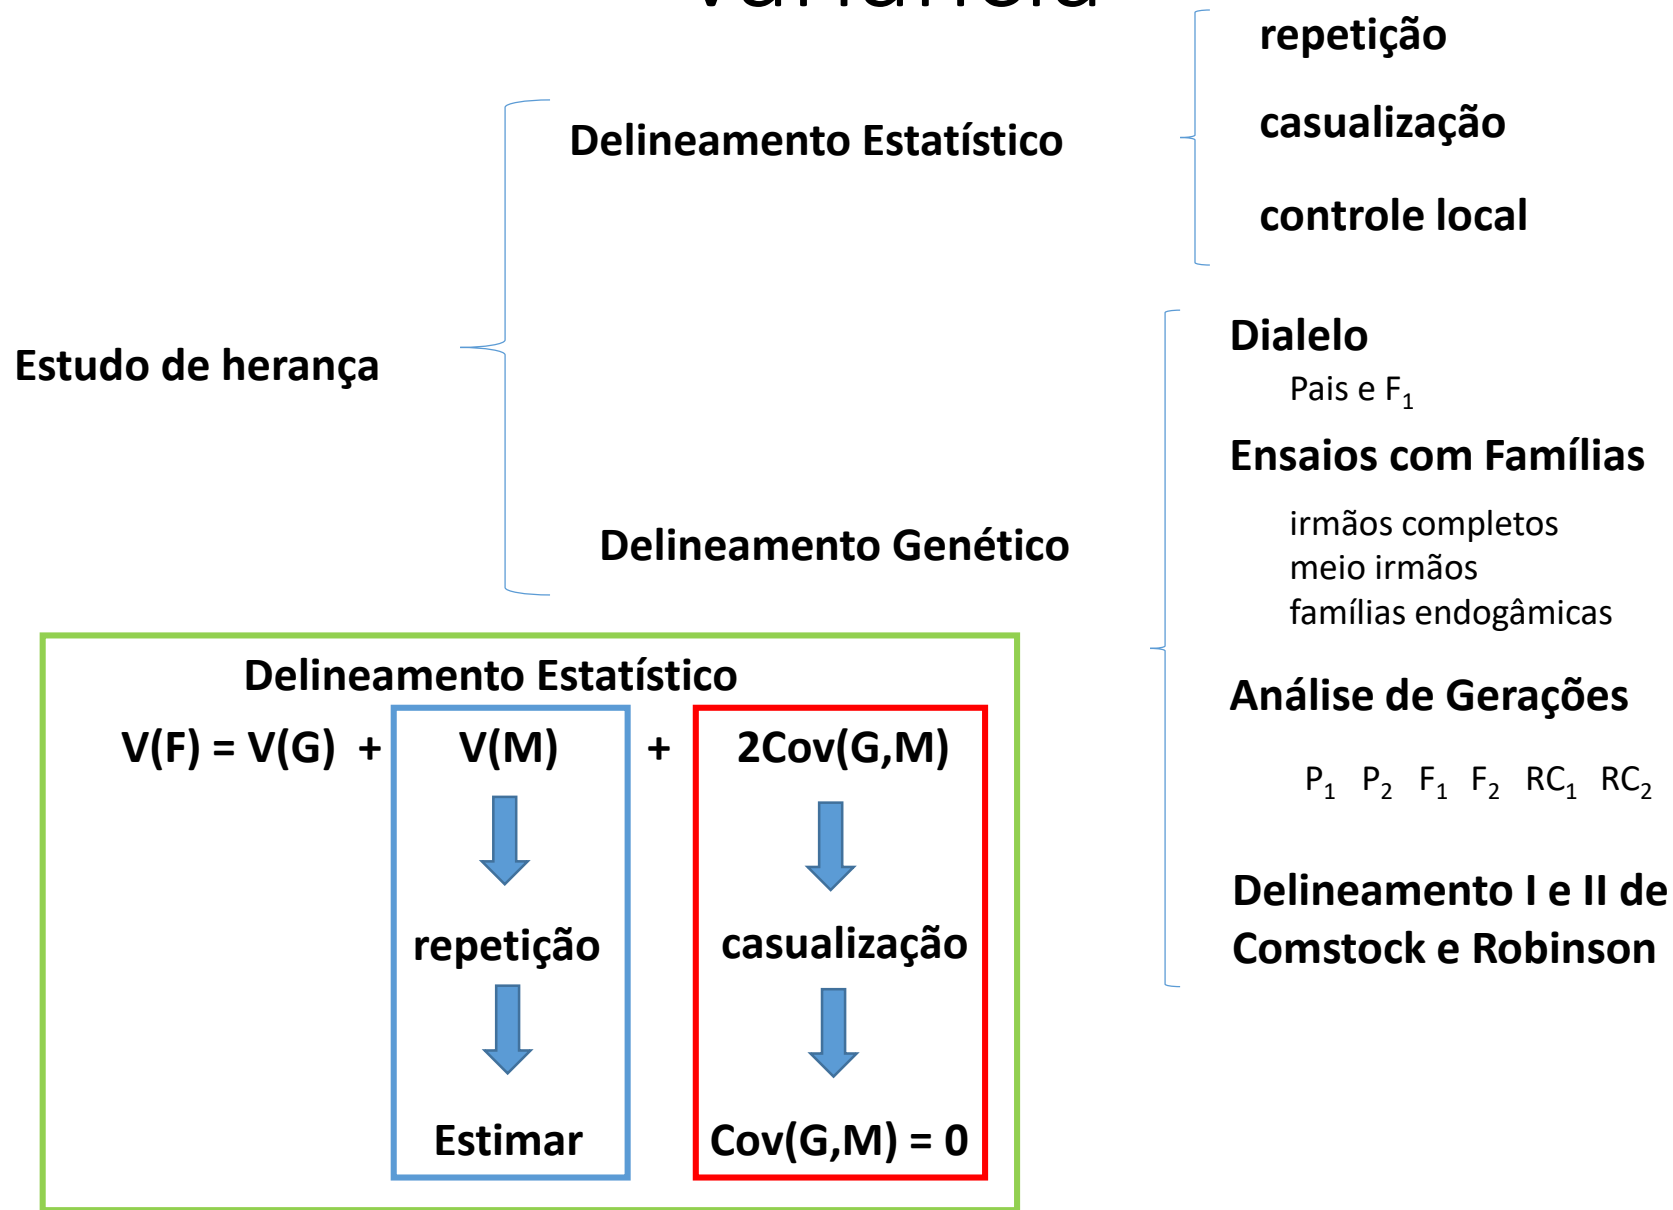 repetição
Delineamento Estatístico
casualização
controle local
Estudo de herança
Delineamento Genético
Dialelo
Pais e F₁
Ensaios com Famílias
irmãos completos
meio irmãos
famílias endogâmicas
Análise de Gerações
P₁ P₂ F₁ F₂ RC₁ RC₂
Delineamento I e II de
Comstock e Robinson
Delineamento Estatístico
V(F) = V(G) + V(M) + 2Cov(G,M)
repetição
casualização
Estimar
Cov(G,M) = 0